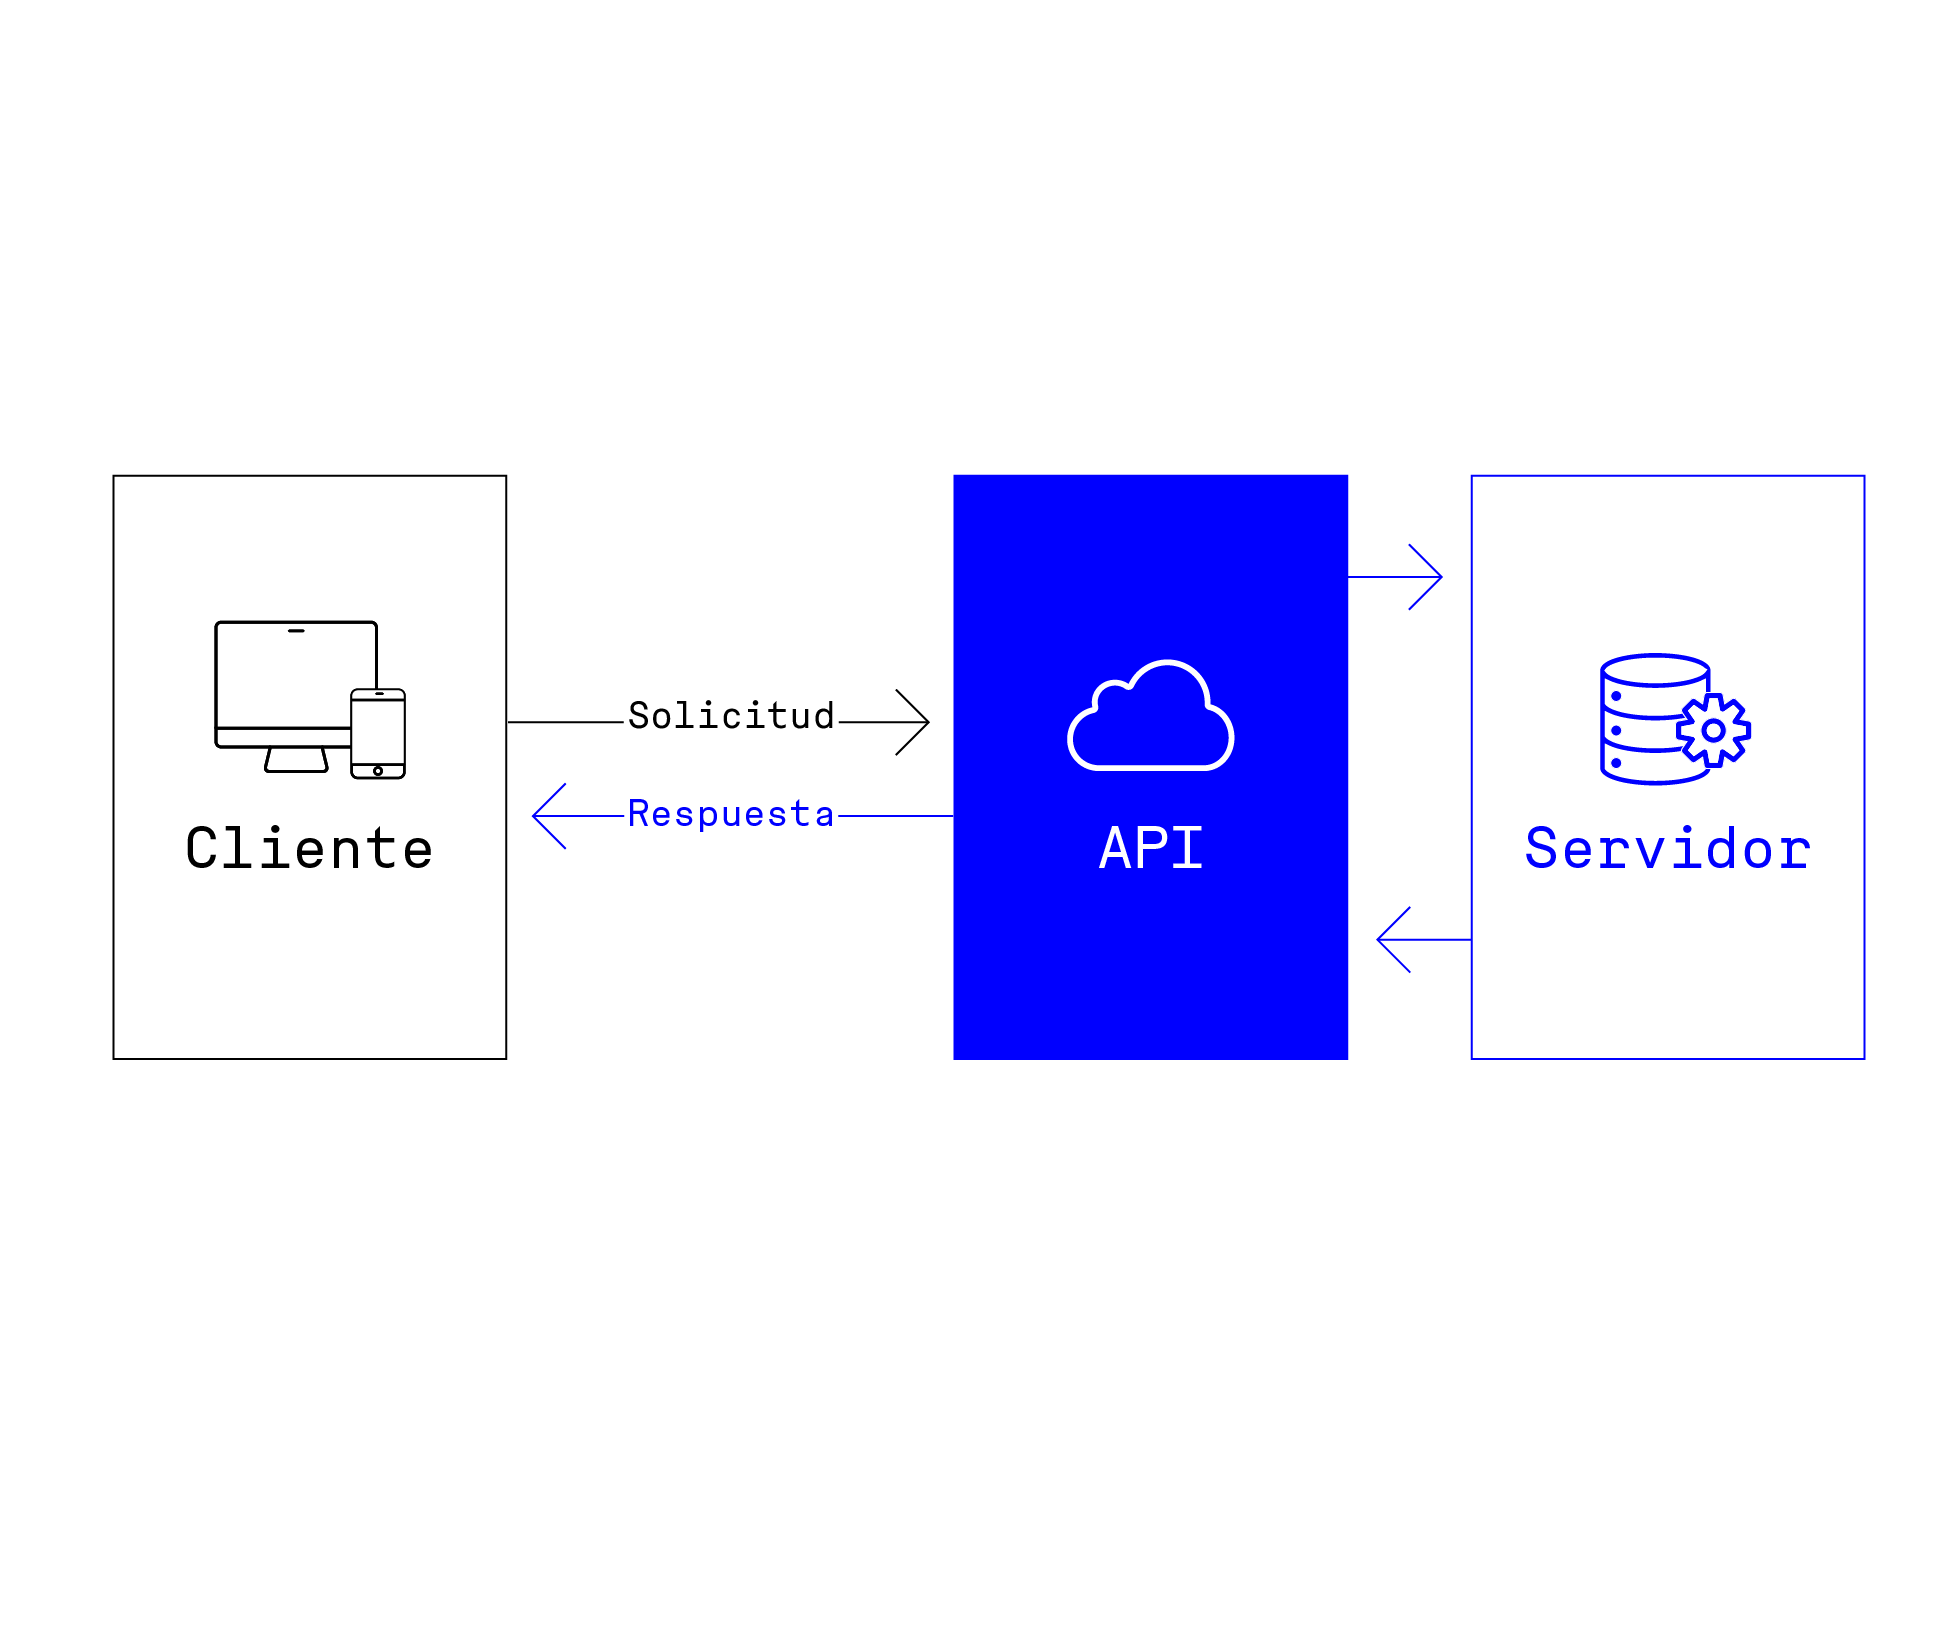 Solicitud
Respuesta
Cliente
API
Servidor